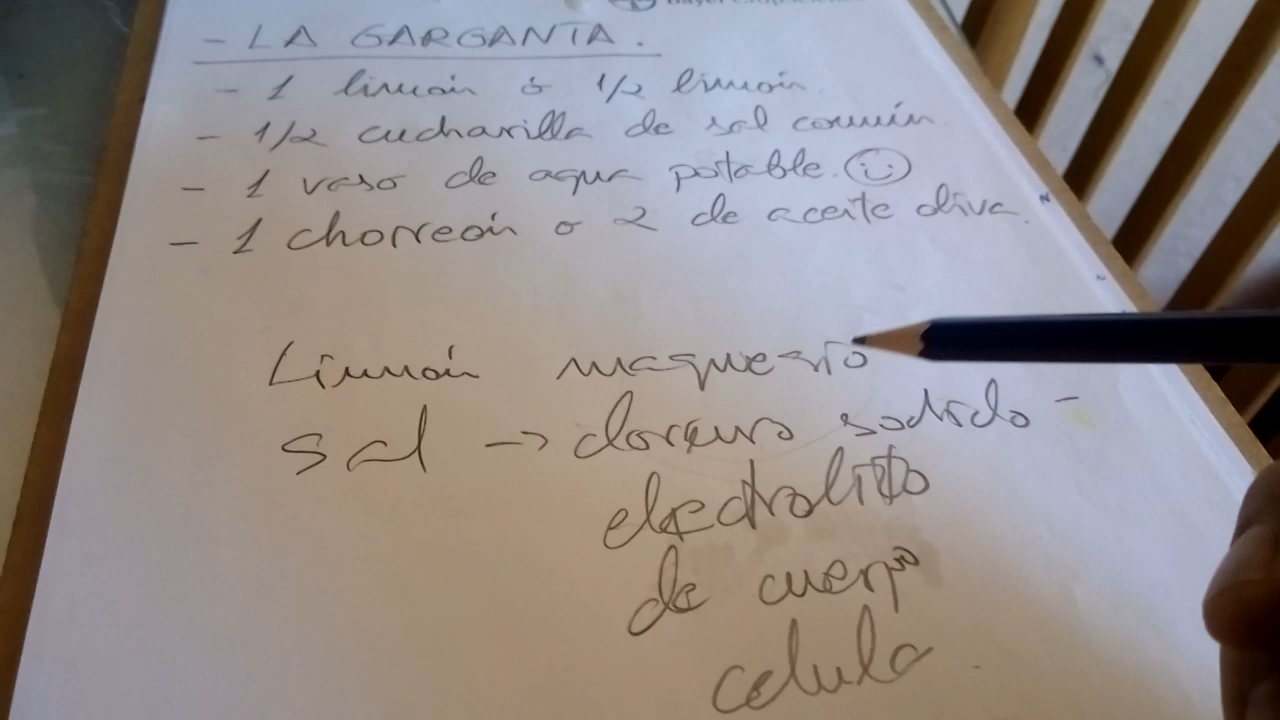 - LA GARGANTA.
- 1 limón ó 1/2 limón.
- 1/2 cucharilla de sal común
- 1 vaso de agua potable.
- 1 chorreón o 2 de aceite oliva.
Limón magnesio
sal → cloruro sodido -
electrolito
de cuerpo
celula.